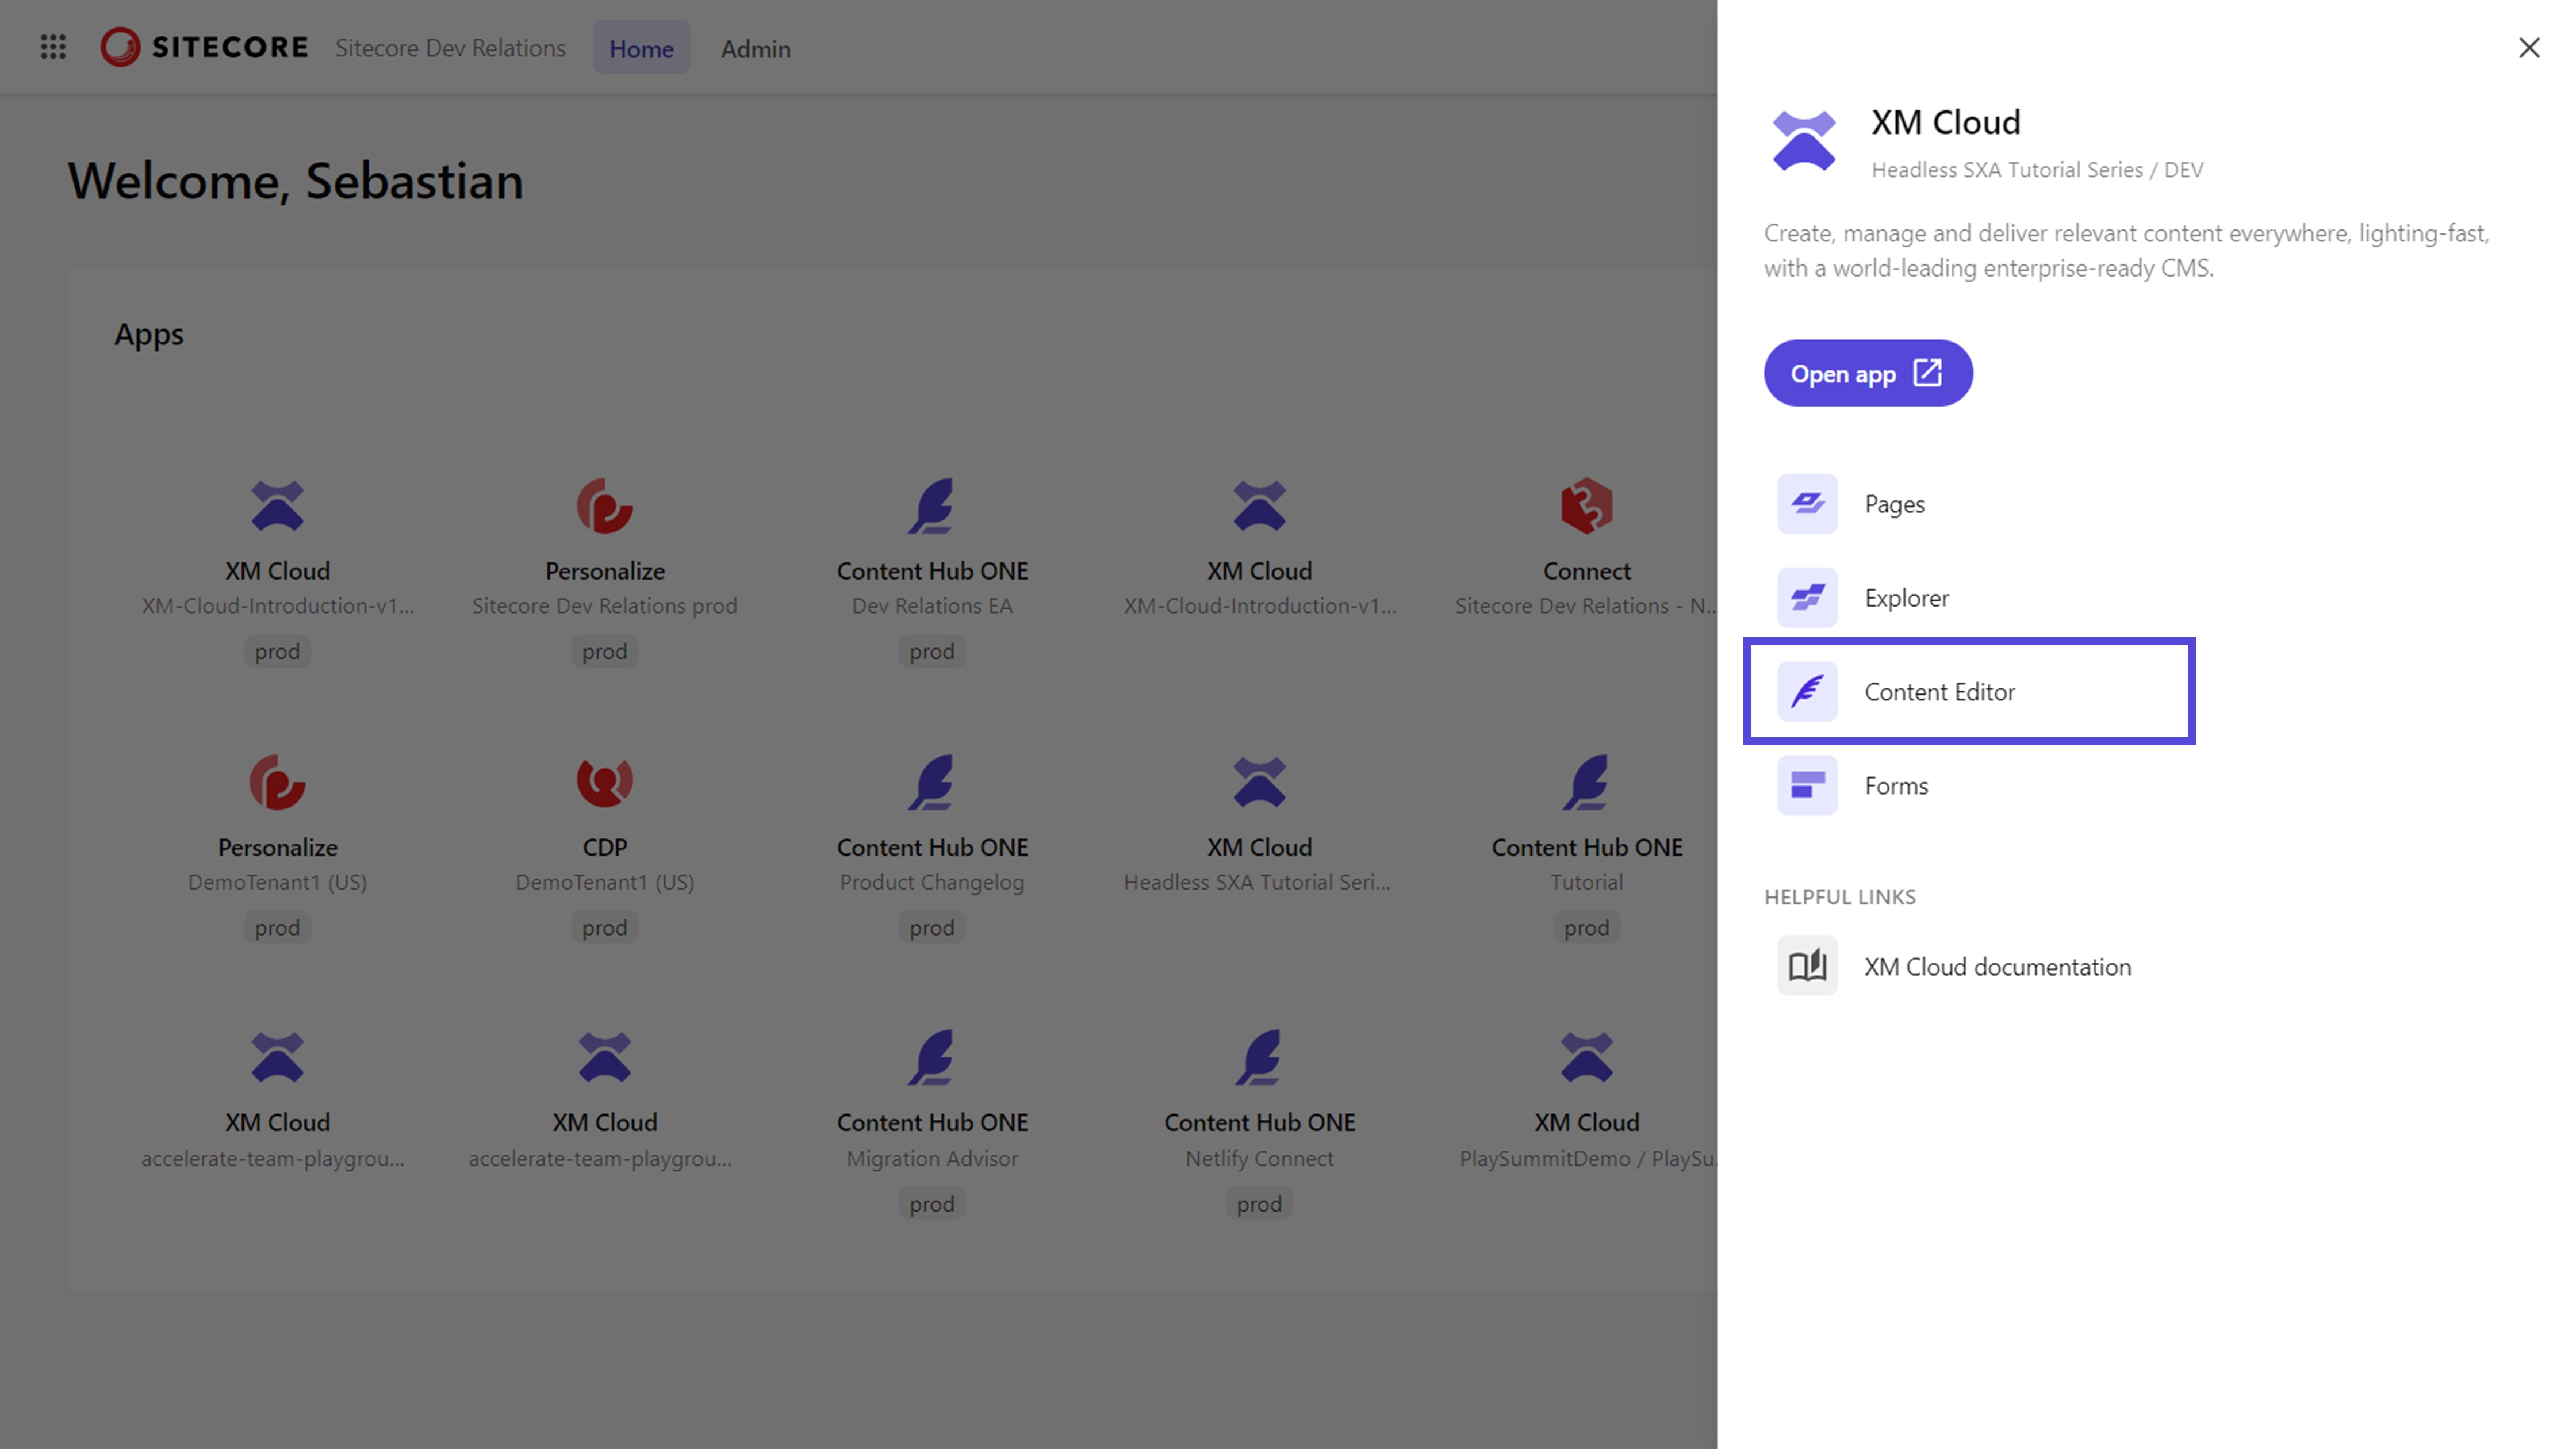 SITECORE Sitecore Dev Relations Home Admin
Welcome, Sebastian
Apps
XM Cloud
XM-Cloud-Introduction-v1...
prod
Personalize
Sitecore Dev Relations prod
prod
Content Hub ONE
Dev Relations EA
prod
XM Cloud
XM-Cloud-Introduction-v1...
Connect
Sitecore Dev Relations - N...
Personalize
DemoTenant1 (US)
prod
CDP
DemoTenant1 (US)
prod
Content Hub ONE
Product Changelog
prod
XM Cloud
Headless SXA Tutorial Seri...
Content Hub ONE
Tutorial
prod
XM Cloud
accelerate-team-playgrou...
XM Cloud
accelerate-team-playgrou...
Content Hub ONE
Migration Advisor
prod
Content Hub ONE
Netlify Connect
prod
XM Cloud
PlaySummitDemo / PlaySu...
XM Cloud
Headless SXA Tutorial Series / DEV
Create, manage and deliver relevant content everywhere, lighting-fast,
with a world-leading enterprise-ready CMS.
Open app
Pages
Explorer
Content Editor
Forms
HELPFUL LINKS
XM Cloud documentation